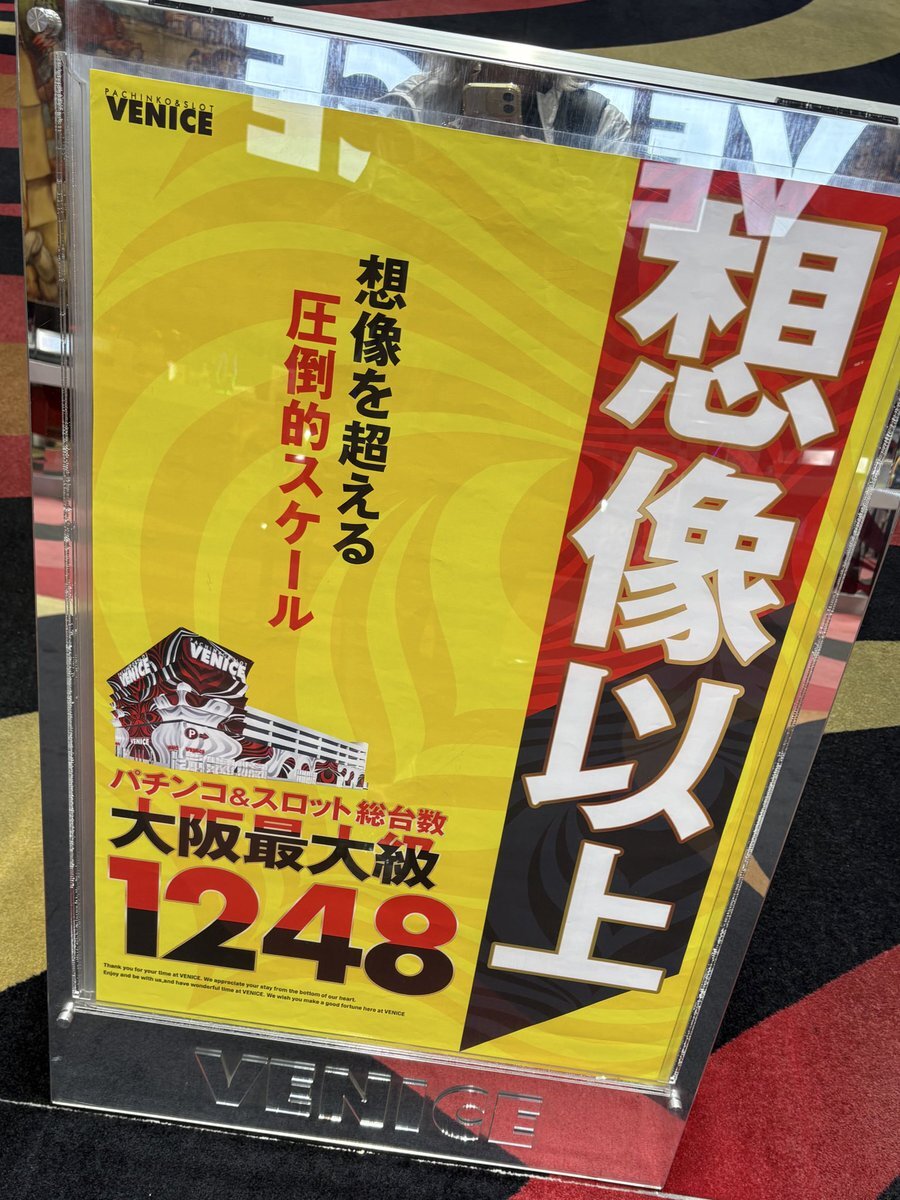 PACHINKO&SLOT
VENICE
想像以上
想像を超える
圧倒的スケール
VENICE
VENICE
VENICE
P→
パチンコ&スロット 総台数
大阪最大級
1248
Thank you for your time at VENICE. We appreciate your stay from the bottom of our heart.
Enjoy and be with us,and have wonderful time at VENICE. We wish you make a good fortune here at VENICE
VENICE